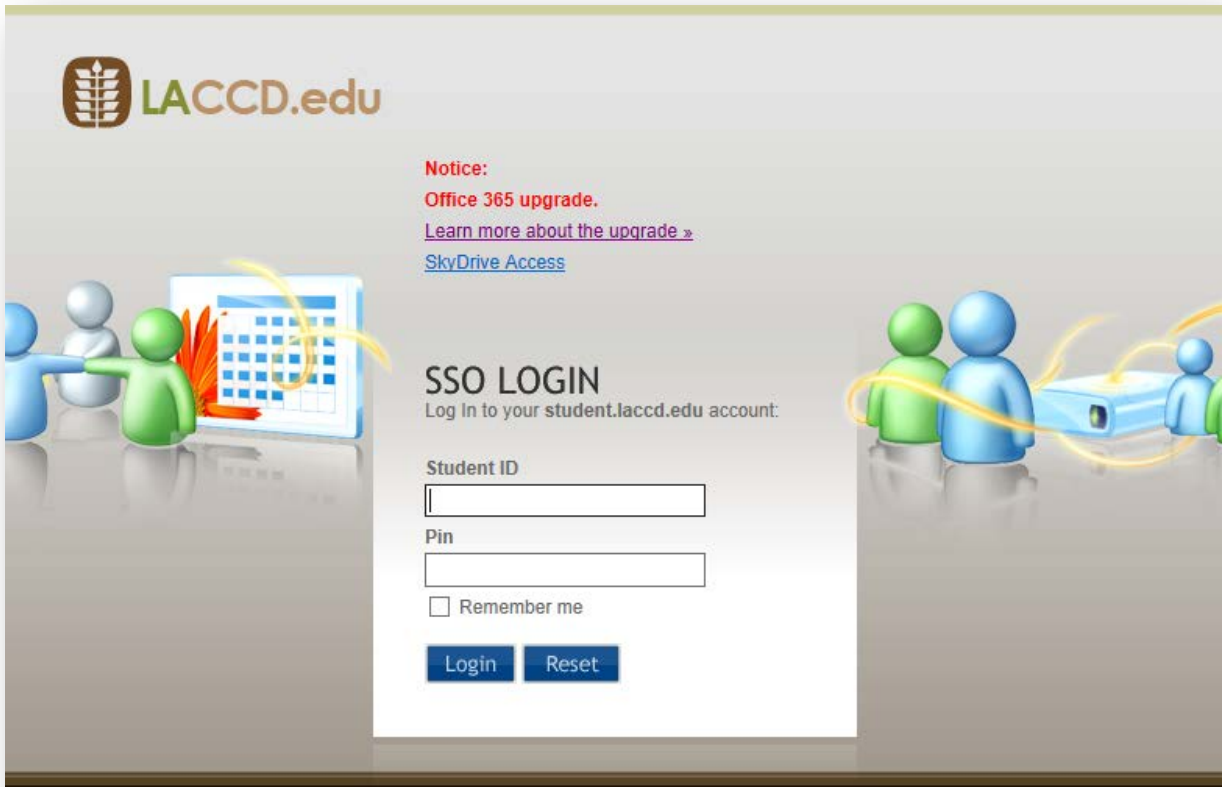 LACCD.edu
Notice:
Office 365 upgrade.
Learn more about the upgrade »
SkyDrive Access
SSO LOGIN
Log In to your student.laccd.edu account:
Student ID
Pin
Remember me
Login Reset